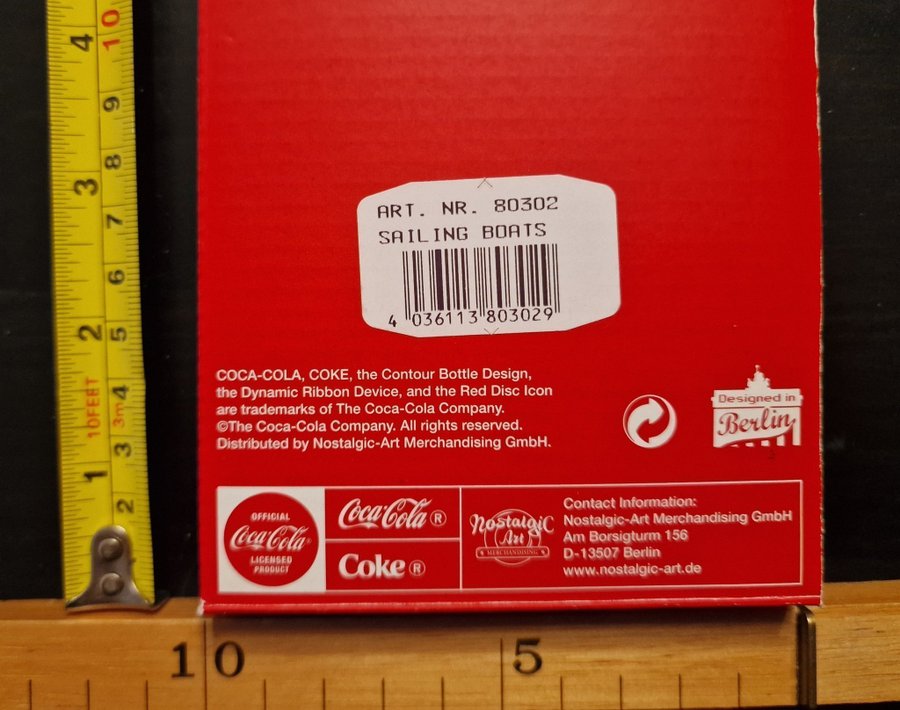 4
10
9
8
3
7
6
2
5
10FEET
3m
4
3
1
2
ART. NR. 80302
SAILING BOATS
4 036113 803029
COCA-COLA, COKE, the Contour Bottle Design,
the Dynamic Ribbon Device, and the Red Disc Icon
are trademarks of The Coca-Cola Company.
©The Coca-Cola Company. All rights reserved.
Distributed by Nostalgic-Art Merchandising GmbH.
Designed in
Berlin
OFFICIAL
Coca-Cola®
LICENSED
PRODUCT
Coca-Cola®
Coke®
Nostalgic
Art
MERCHANDISING
Contact Information:
Nostalgic-Art Merchandising GmbH
Am Borsigturm 156
D-13507 Berlin
www.nostalgic-art.de
10
5